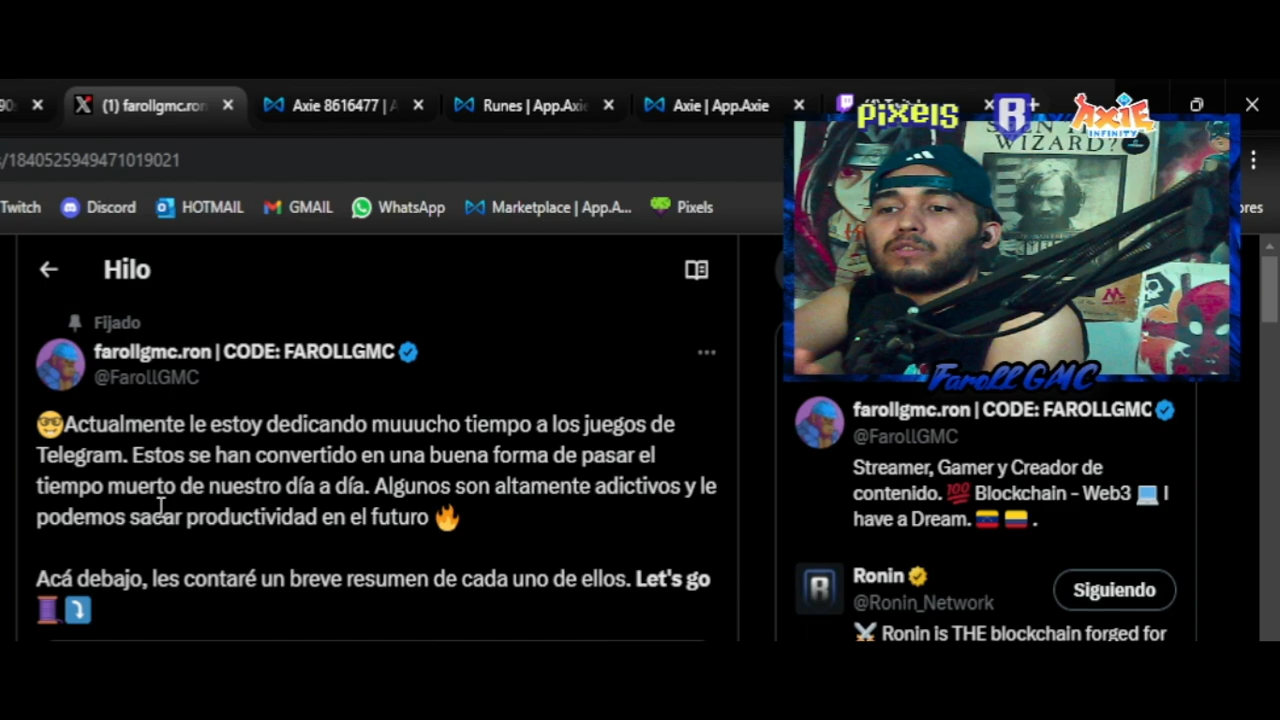 (1) farollgmc.ron
Axie 8616477 | A
Runes | App.Axie
Axie | App.Axie
pixels
AXIE
INFINITY
/1840525949471019021
WIZARD?
Twitch
Discord
HOTMAIL
GMAIL
WhatsApp
Marketplace | App.A...
Pixels
Hilo
Fijado
farollgmc.ron | CODE: FAROLLGMC
@FarollGMC
🤓Actualmente le estoy dedicando muuucho tiempo a los juegos de
Telegram. Estos se han convertido en una buena forma de pasar el
tiempo muerto de nuestro día a día. Algunos son altamente adictivos y le
podemos sacar productividad en el futuro 🔥
Acá debajo, les contaré un breve resumen de cada uno de ellos. Let's go
🧵⤵️
Faroll GMC
farollgmc.ron | CODE: FAROLLGMC
@FarollGMC
Streamer, Gamer y Creador de
contenido. 💯 Blockchain - Web3 💻 I
have a Dream. 🇻🇪 🇨🇴 .
Ronin
@Ronin_Network
Siguiendo
⚔️ Ronin is THE blockchain forged for